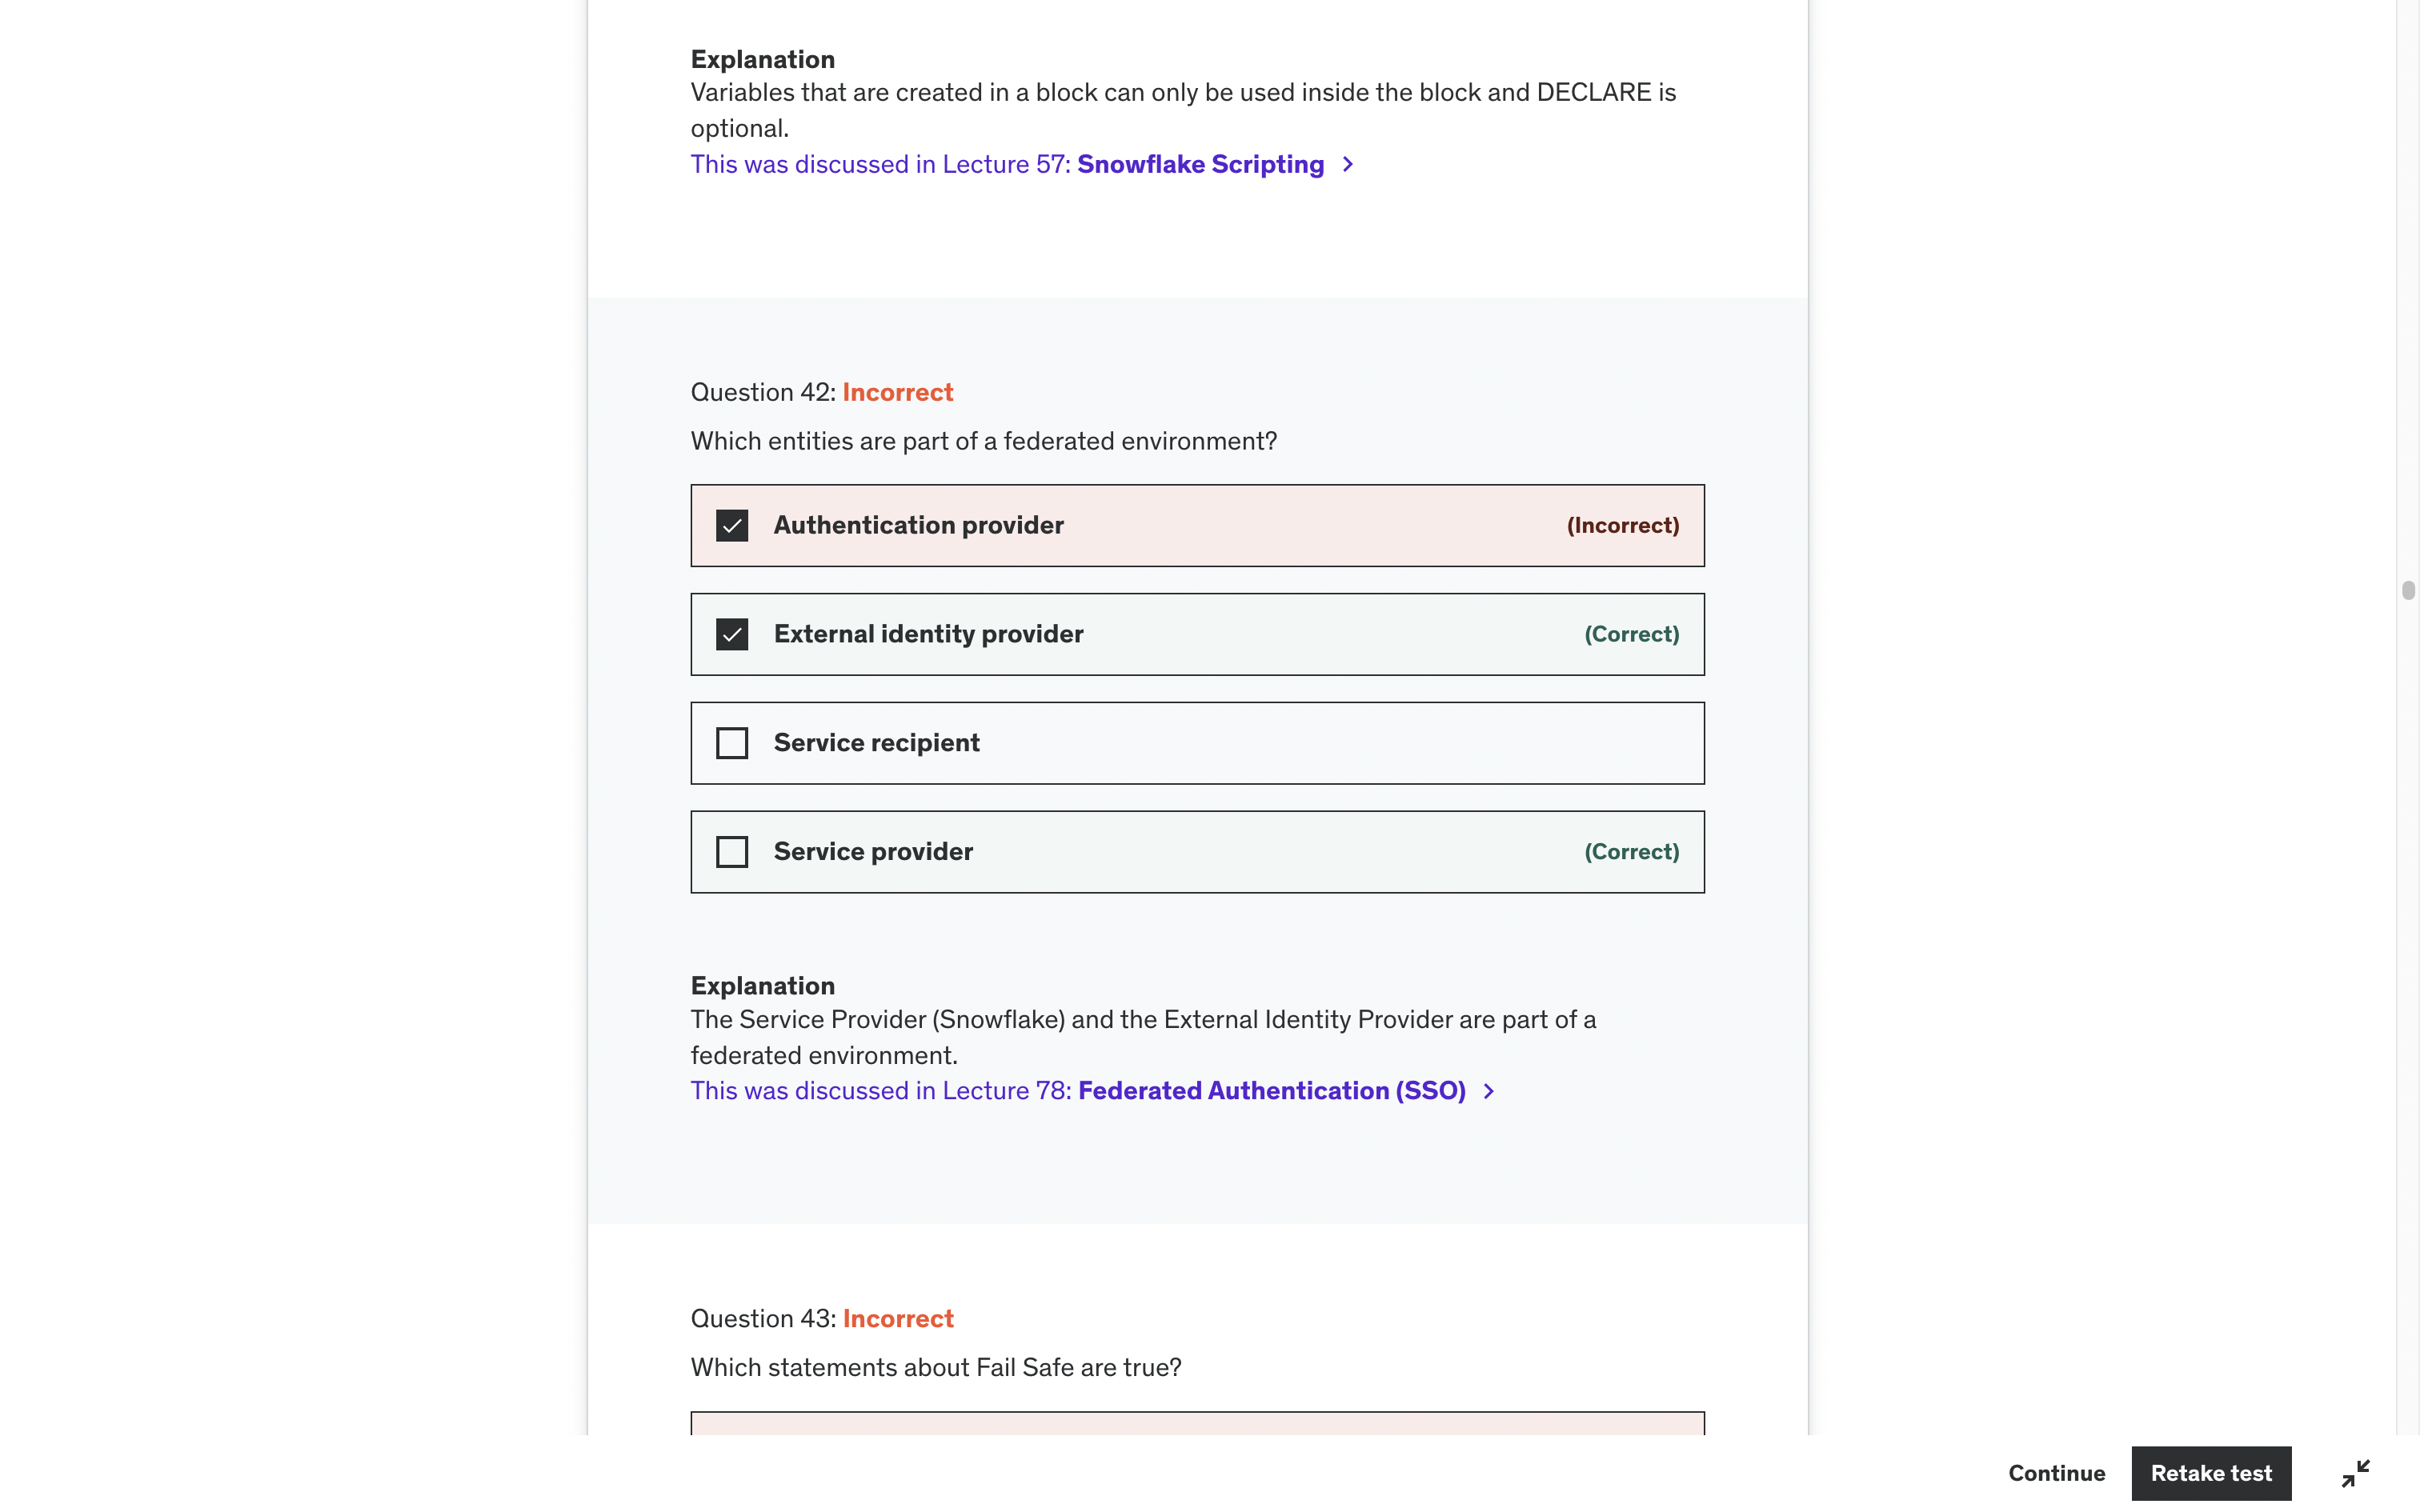 Explanation
Variables that are created in a block can only be used inside the block and DECLARE is
optional.
This was discussed in Lecture 57: Snowflake Scripting
Question 42: Incorrect
Which entities are part of a federated environment?
Authentication provider (Incorrect)
External identity provider (Correct)
Service recipient
Service provider (Correct)
Explanation
The Service Provider (Snowflake) and the External Identity Provider are part of a
federated environment.
This was discussed in Lecture 78: Federated Authentication (SSO)
Question 43: Incorrect
Which statements about Fail Safe are true?
Continue Retake test